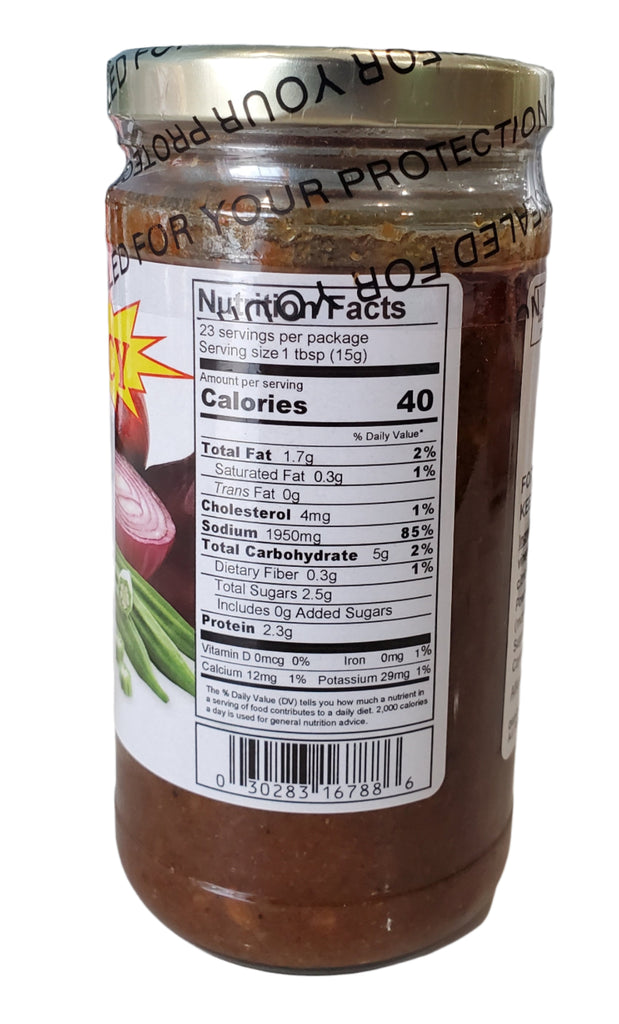 SEALED FOR YOUR PROTECTION
FOR YOUR PROTECTION
SEALED FOR YOUR
Nutrition Facts
23 servings per package
Serving size 1 tbsp (15g)
Amount per serving
Calories 40
% Daily Value*
Total Fat 1.7g 2%
Saturated Fat 0.3g 1%
Trans Fat 0g
Cholesterol 4mg 1%
Sodium 1950mg 85%
Total Carbohydrate 5g 2%
Dietary Fiber 0.3g 1%
Total Sugars 2.5g
Includes 0g Added Sugars
Protein 2.3g
Vitamin D 0mcg 0% Iron 0mg 1%
Calcium 12mg 1% Potassium 29mg 1%
The % Daily Value (DV) tells you how much a nutrient in
a serving of food contributes to a daily diet. 2,000 calories
a day is used for general nutrition advice.
0 30283 16788 6